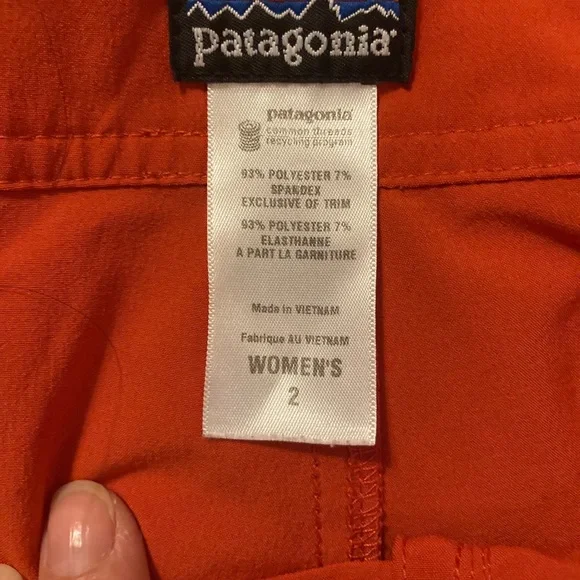 patagonia
patagonia
common threads
recycling program
93% POLYESTER 7%
SPANDEX
EXCLUSIVE OF TRIM
93% POLYESTER 7%
ELASTHANNE
A PART LA GARNITURE
Made in VIETNAM
Fabrique AU VIETNAM
WOMEN'S
2